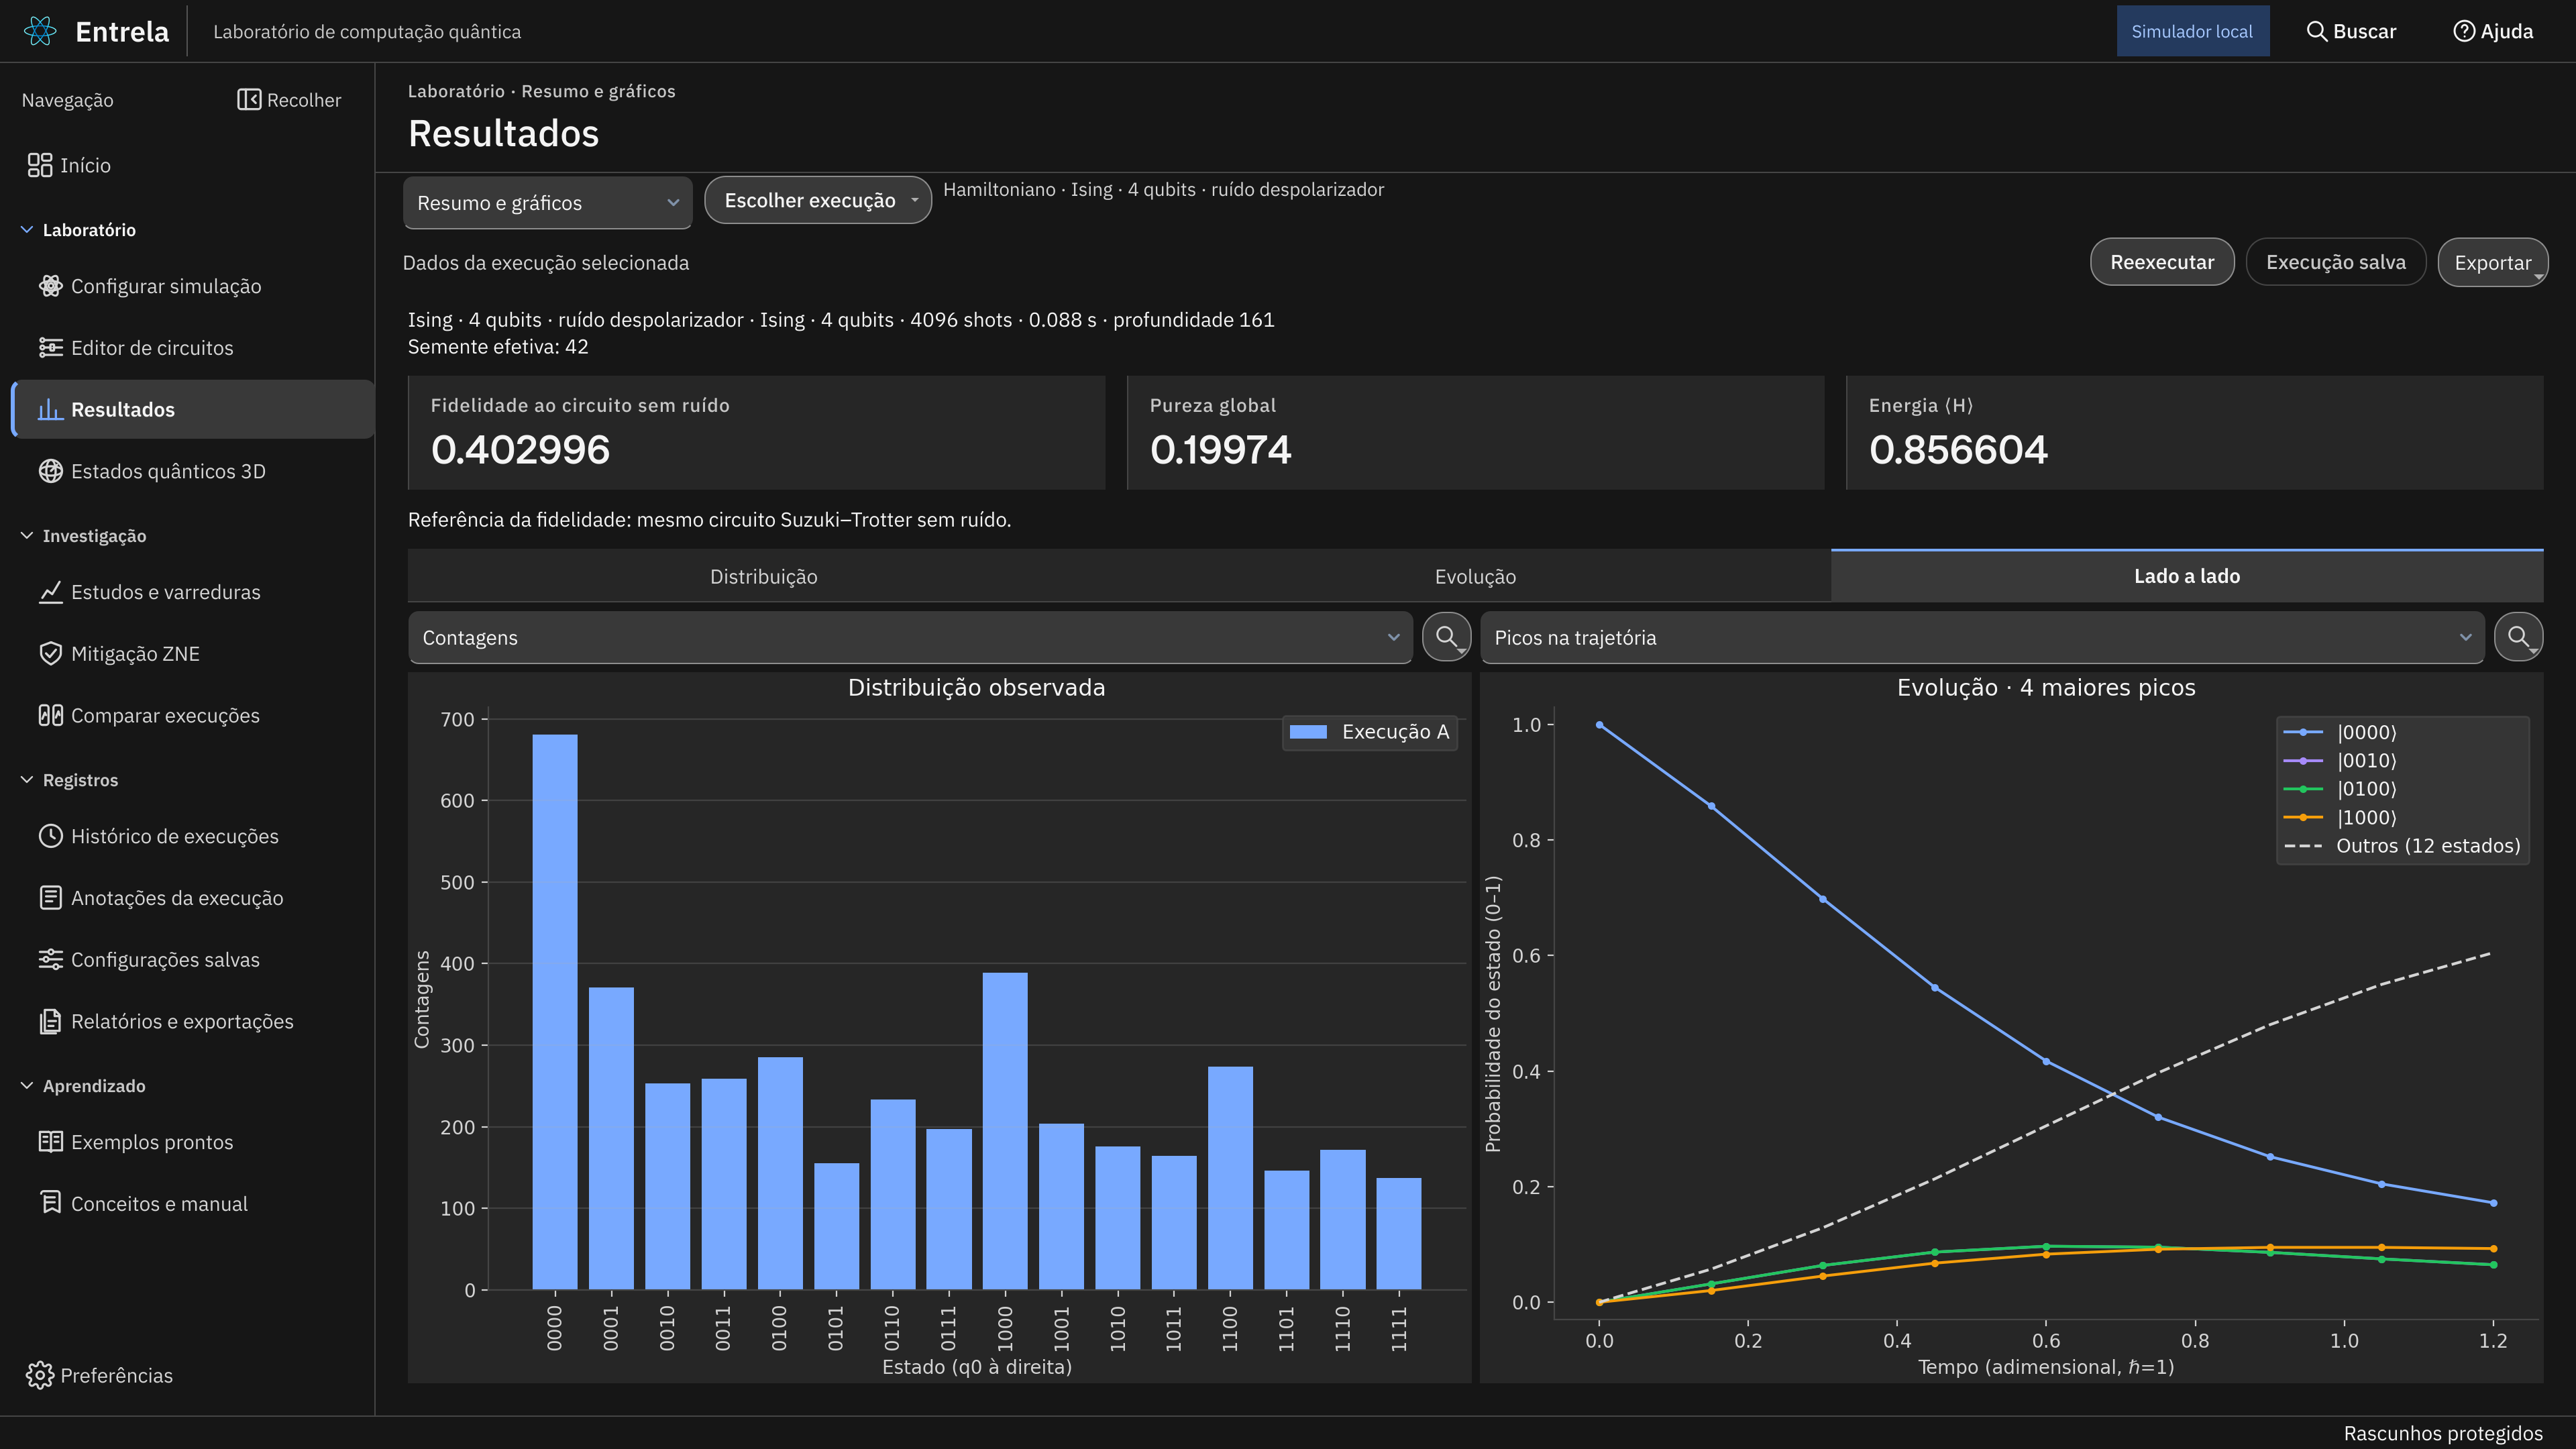 Entrela
Laboratório de computação quântica
Simulador local
Buscar
Ajuda
Navegação
Recolher
Início
Laboratório
Configurar simulação
Editor de circuitos
Resultados
Estados quânticos 3D
Investigação
Estudos e varreduras
Mitigação ZNE
Comparar execuções
Registros
Histórico de execuções
Anotações da execução
Configurações salvas
Relatórios e exportações
Aprendizado
Exemplos prontos
Conceitos e manual
Preferências
Laboratório · Resumo e gráficos
Resultados
Resumo e gráficos
Escolher execução
Hamiltoniano · Ising · 4 qubits · ruído despolarizador
Dados da execução selecionada
Reexecutar
Execução salva
Exportar
Ising · 4 qubits · ruído despolarizador · Ising · 4 qubits · 4096 shots · 0.088 s · profundidade 161
Semente efetiva: 42
Fidelidade ao circuito sem ruído
0.402996
Pureza global
0.19974
Energia ⟨H⟩
0.856604
Referência da fidelidade: mesmo circuito Suzuki–Trotter sem ruído.
Distribuição
Evolução
Lado a lado
Contagens
Picos na trajetória
Distribuição observada
Execução A
Contagens
700
600
500
400
300
200
100
0
0000
0001
0010
0011
0100
0101
0110
0111
1000
1001
1010
1011
1100
1101
1110
1111
Estado (q0 à direita)
Evolução · 4 maiores picos
|0000⟩
|0010⟩
|0100⟩
|1000⟩
Outros (12 estados)
Probabilidade do estado (0–1)
1.0
0.8
0.6
0.4
0.2
0.0
0.0
0.2
0.4
0.6
0.8
1.0
1.2
Tempo (adimensional, ℏ=1)
Rascunhos protegidos